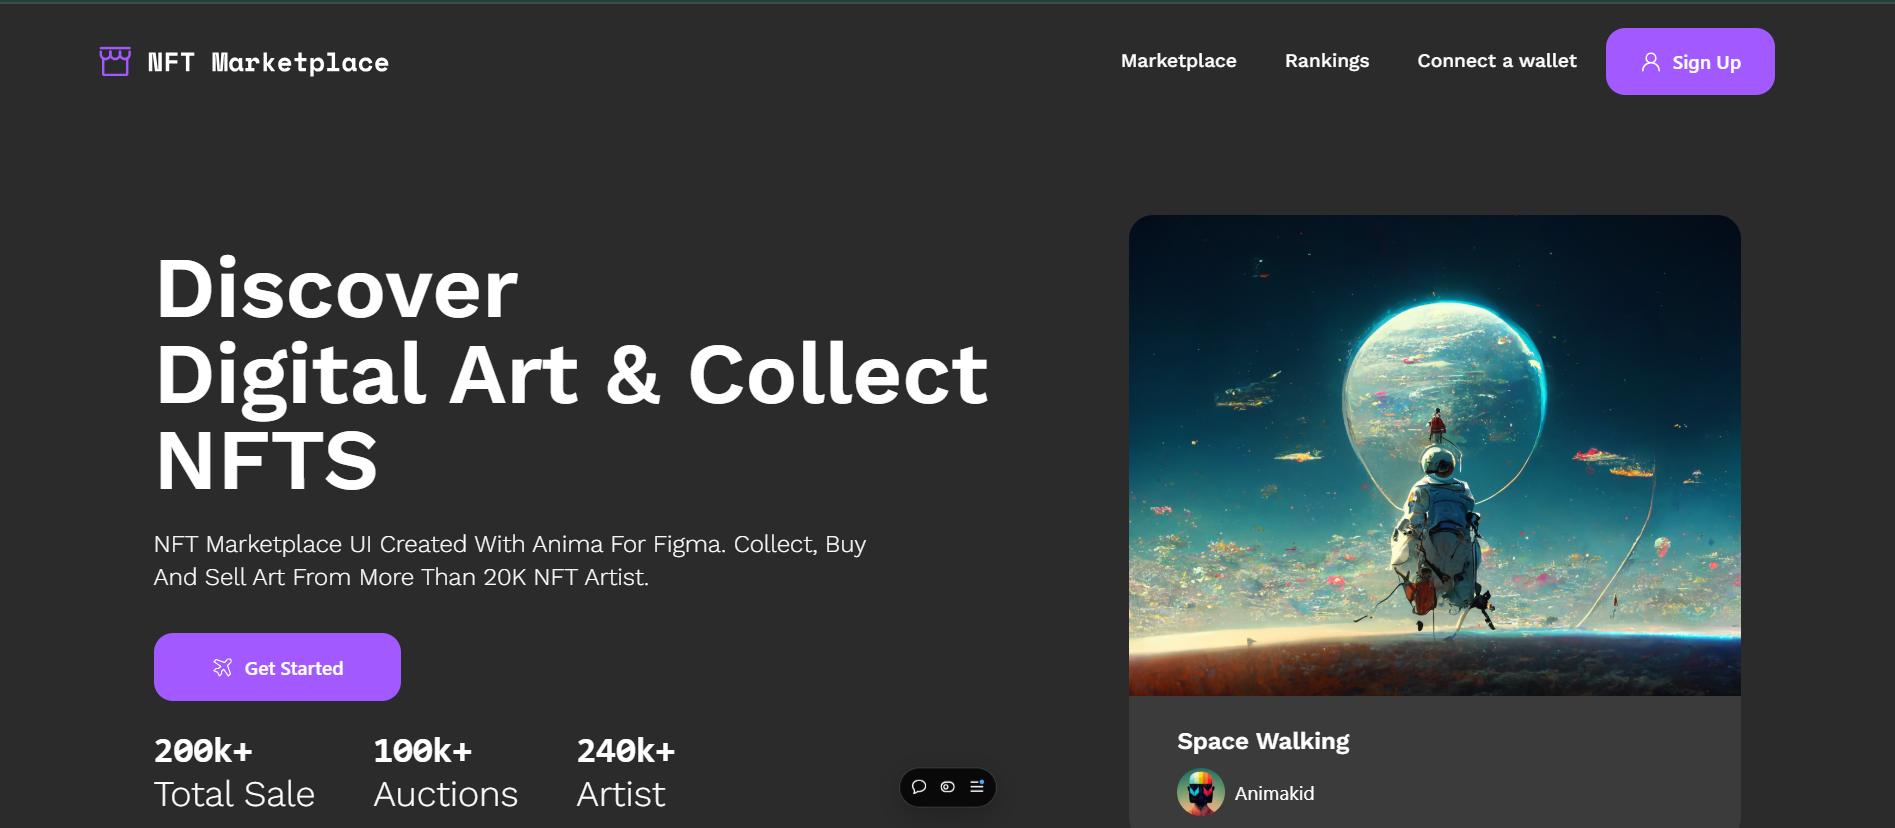 NFT Marketplace
Marketplace
Rankings
Connect a wallet
Sign Up
Discover
Digital Art & Collect
NFTS
NFT Marketplace UI Created With Anima For Figma. Collect, Buy
And Sell Art From More Than 20K NFT Artist.
Get Started
200k+
Total Sale
100k+
Auctions
240k+
Artist
Space Walking
Animakid